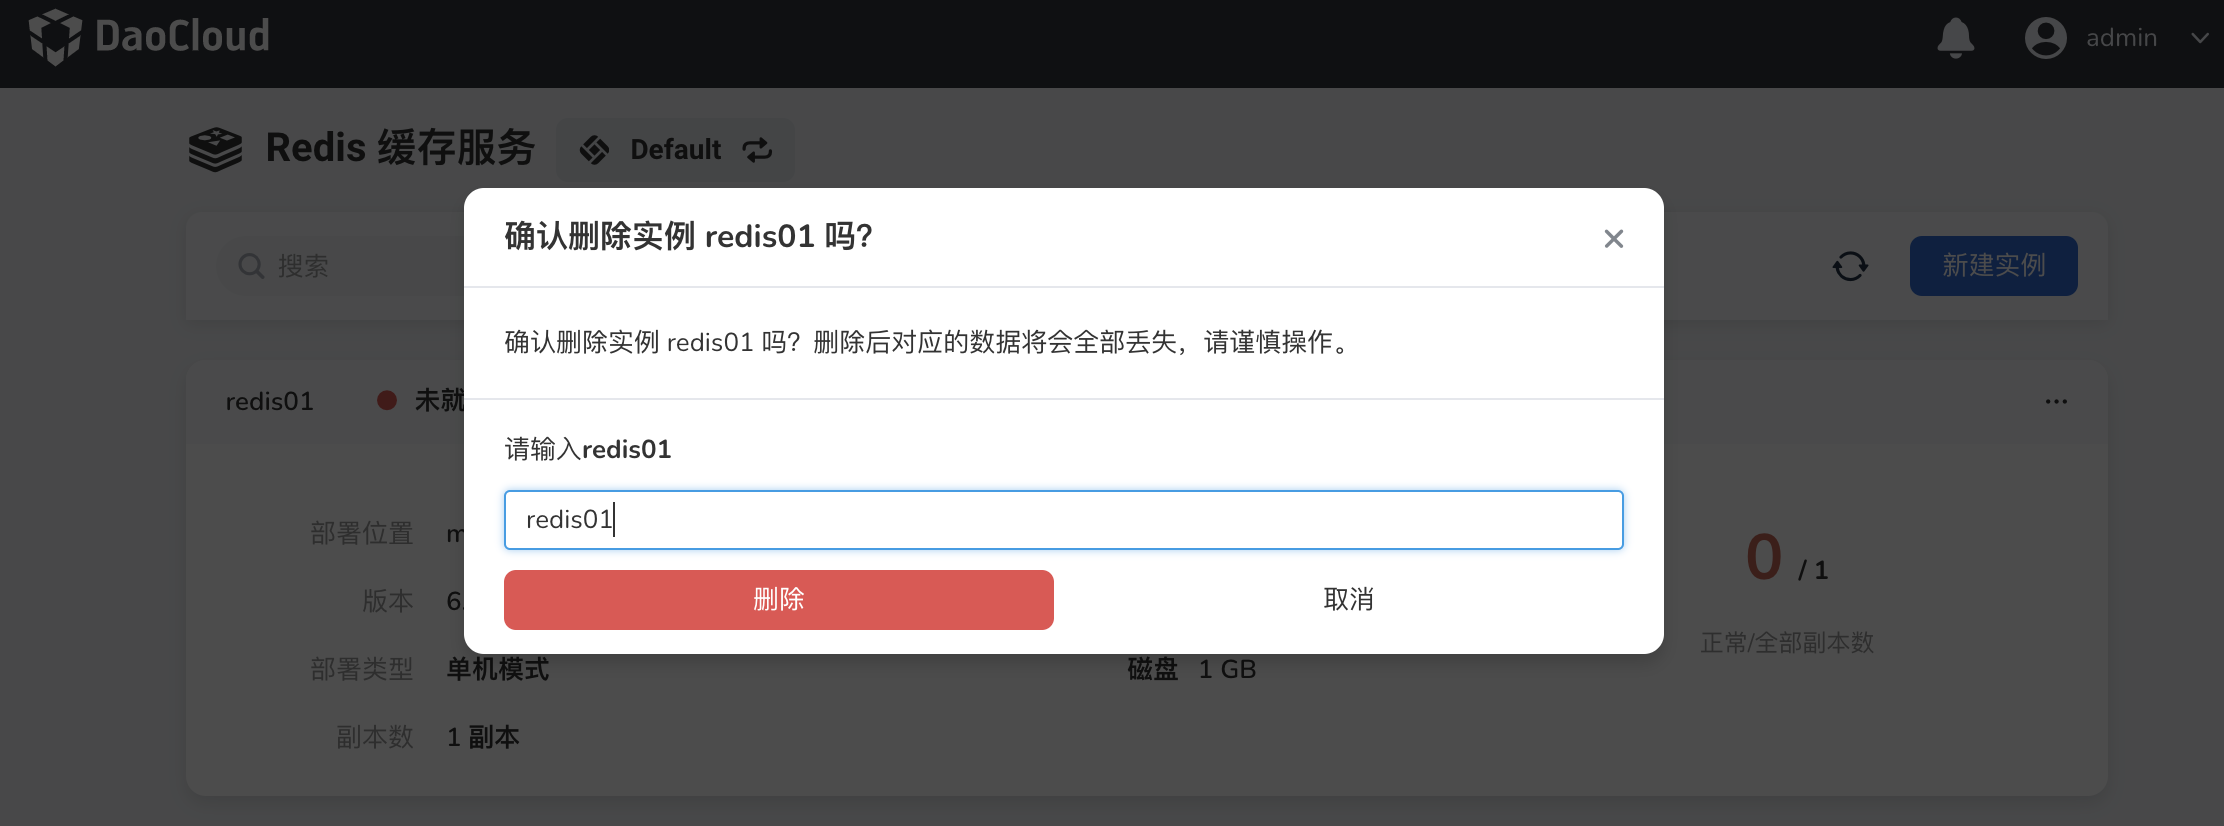 DaoCloud
admin
Redis 缓存服务
Default
确认删除实例 redis01 吗？
搜索
新建实例
确认删除实例 redis01 吗？删除后对应的数据将会全部丢失，请谨慎操作。
redis01
未就
请输入redis01
redis01
部署位置
0 / 1
删除
取消
版本 6.
正常/全部副本数
部署类型 单机模式
磁盘 1 GB
副本数 1 副本